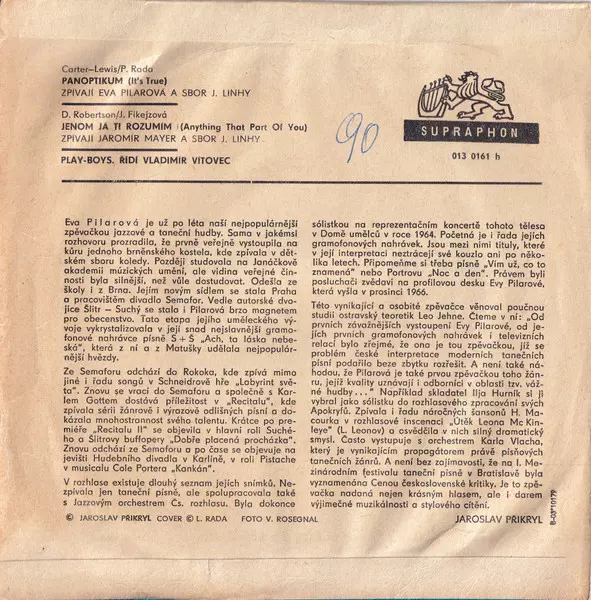 Carter–Lewis/P. Rada
PANOPTIKUM (It's True)
ZPÍVAJÍ EVA PILAROVÁ A SBOR J. LINHY
D. Robertson/J. Fikejzová
JENOM JÁ TI ROZUMÍM (Anything That Part Of You)
ZPÍVAJÍ JAROMÍR MAYER A SBOR J. LINHY
PLAY-BOYS. ŘÍDÍ VLADIMÍR VÍTOVEC
90
SUPRAPHON
013 0161 h
Eva Pilarová je už po léta naší nejpopulárnější
zpěvačkou jazzové a taneční hudby. Sama v jakémsi
rozhovoru prozradila, že prvně veřejně vystoupila na
kůru jednoho brněnského kostela, kde zpívala v dět-
ském sboru koledy. Později studovala na Janáčkově
akademii múzických umění, ale vidina veřejné čin-
nosti byla silnější, než vůle dostudovat. Odešla ze
školy i z Brna. Jejím novým sídlem se stala Praha
a pracovištěm divadlo Semafor. Vedle autorské dvo-
jice Šlitr – Suchý se stala i Pilarová brzo magnetem
pro obecenstvo. Tato etapa jejího uměleckého vý-
voje vykrystalizovala v její snad nejslavnější gramo-
fonové nahrávce písně S + Š „Ach, ta láska nebe-
ská", která z ní a z Matušky udělala nejpopulár-
nější hvězdy.
Ze Semaforu odchází do Rokoka, kde zpívá mimo
jiné i řadu songů v Schneidrově hře „Labyrint svě-
ta". Znovu se vrací do Semaforu a společně s Kar-
lem Gottem dostává příležitost v „Recitalu", kde
zpívala sérii žánrově i výrazově odlišných písní a do-
kázala mnohostrannost svého talentu. Krátce po pre-
miéře „Recitálu II" se objevila v hlavní roli Suché-
ho a Šlitrovy buffopery „Dobře placená procházka".
Znovu odchází ze Semaforu a po čase se objevuje na
jevišti Hudebního divadla v Karlíně, v roli Pistache
v musicalu Cole Portera „Kankán".
V rozhlase existuje dlouhý seznam jejích snímků. Ne-
zpívala jen taneční písně, ale spolupracovala také
s Jazzovým orchestrem Čs. rozhlasu. Byla dokonce
sólistkou na reprezentačním koncertě tohoto tělesa
v Domě umělců v roce 1964. Početná je i řada jejích
gramofonových nahrávek. Jsou mezi nimi tituly, které
v její interpretaci neztrácejí své kouzlo ani po něko-
lika letech. Připomeňme si třeba písně „Vím už, co to
znamená" nebo Portrovu „Noc a den". Právem byli
posluchači zvědaví na profilovou desku Evy Pilarové,
která vyšla v prosinci 1966.
Této vynikající a osobité zpěvačce věnoval poučnou
studii ostravský teoretik Leo Jehne. Čteme v ní: „Od
prvních závažnějších vystoupení Evy Pilarové, od je-
jích prvních gramofonových nahrávek i televizních
relací bylo zřejmé, že ona je tou zpěvačkou, jíž se
problém české interpretace moderních tanečních
písní podařilo beze zbytku rozřešit. A není také ná-
hodou, že Pilarová je také prvou zpěvačkou toho žán-
ru, jejíž kvality uznávají i odborníci v oblasti tzv. váž-
né hudby..." Například skladatel Ilja Hurník si ji
vybral jako sólistku do rozhlasového zpracování svých
Apokryfů. Zpívala i řadu náročných šansonů H. Ma-
courka v rozhlasové inscenaci „Útěk Leona Mc Kin-
leye" (L. Leonov) a osvědčila v nich silný dramatický
smysl. Často vystupuje s orchestrem Karla Vlacha,
který je vynikajícím propagátorem právě písňových
tanečních žánrů. A není bez zajímavosti, že na I. Me-
zinárodním festivalu taneční písně v Bratislavě byla
vyznamenána Cenou československé kritiky. Je to zpě-
vačka nadaná nejen krásným hlasem, ale i darem
výjimečné muzikálnosti a stylového cítění.
© JAROSLAV PŘIKRYL COVER © L. RADA FOTO V. ROSEGNAL
JAROSLAV PŘIKRYL
B-03*10179